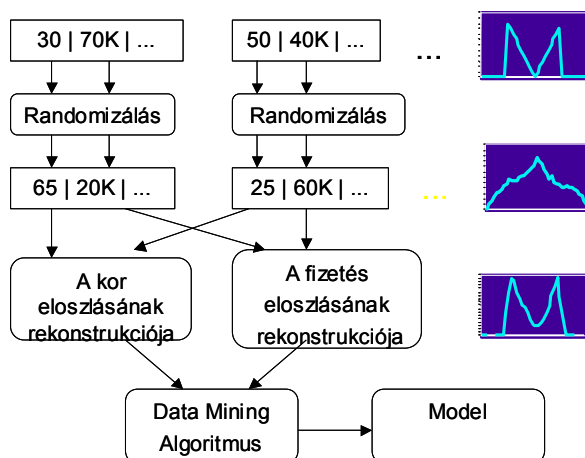 30 | 70K | ...
50 | 40K | ...
...
Randomizálás
Randomizálás
65 | 20K | ...
25 | 60K | ...
...
A kor
eloszlásának
rekonstrukciója
A fizetés
eloszlásának
rekonstrukciója
Data Mining
Algoritmus
Model